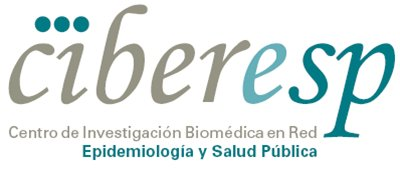 ciberesp
Centro de Investigación Biomédica en Red
Epidemiología y Salud Pública